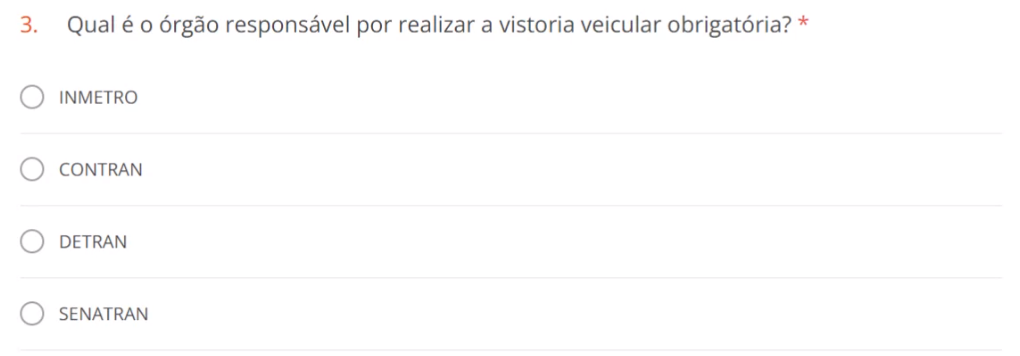 3. Qual é o órgão responsável por realizar a vistoria veicular obrigatória? *
INMETRO
CONTRAN
DETRAN
SENATRAN